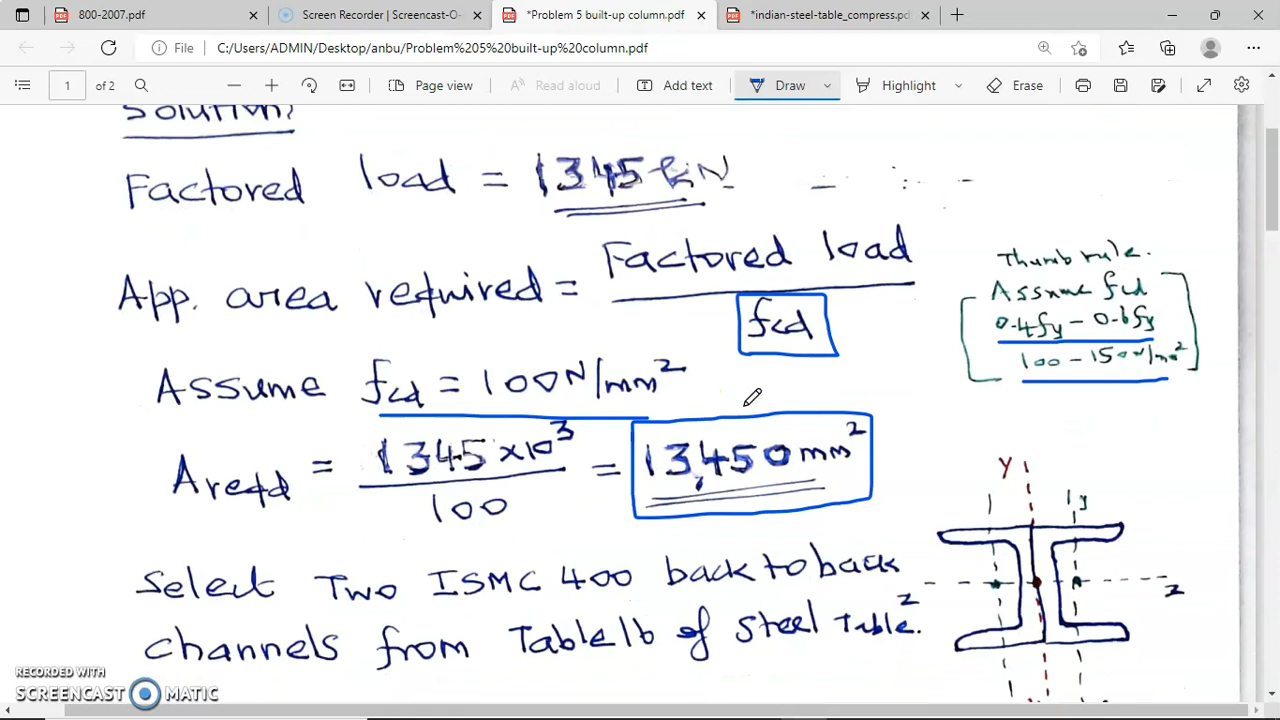 800-2007.pdf
Screen Recorder | Screencast-O-
*Problem 5 built-up column.pdf
*indian-steel-table_compress.pd
File C:/Users/ADMIN/Desktop/anbu/Problem%205%20built-up%20column.pdf
1 of 2 Page view Read aloud Add text Draw Highlight Erase
Solution:
Factored load = 1345 kN
App. area required = Factored load
fcd
Thumb rule.
Assume fcd
0.4fy - 0.6fy
100 - 150N/mm²
Assume fcd = 100N/mm²
Areqd = 1345 x10³ = 13,450mm²
100
Y
y
z
Select Two ISMC 400 back to back
channels from Table 1b of Steel Table.
z
RECORDED WITH
SCREENCAST MATIC